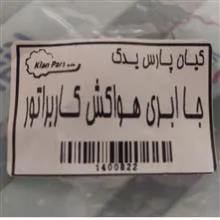 کیان پارس یدک
Kian Pars
جا ابری هواکش کاربراتور
1400822